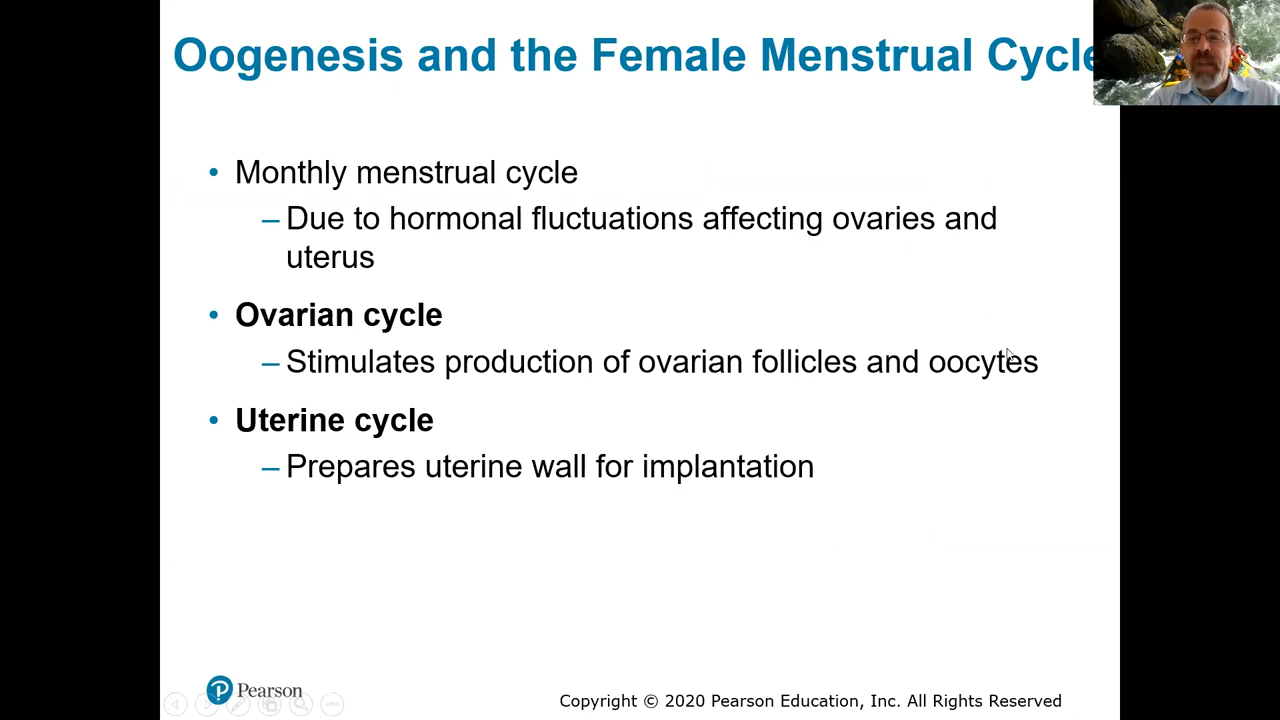 Oogenesis and the Female Menstrual Cycle
• Monthly menstrual cycle
– Due to hormonal fluctuations affecting ovaries and
uterus
• Ovarian cycle
– Stimulates production of ovarian follicles and oocytes
• Uterine cycle
– Prepares uterine wall for implantation
Pearson
Copyright © 2020 Pearson Education, Inc. All Rights Reserved